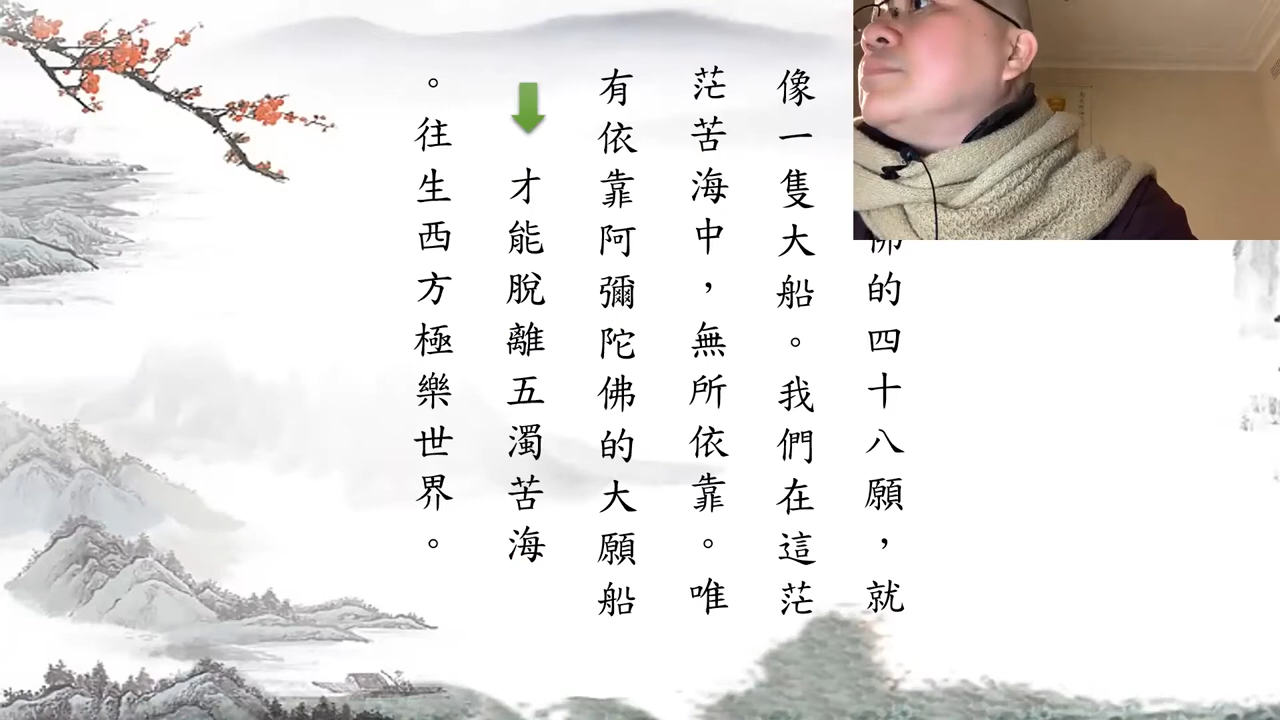 佛的四十八願，就
像一隻大船。我們在這茫
茫苦海中，無所依靠。唯
有依靠阿彌陀佛的大願船
才能脫離五濁苦海
。往生西方極樂世界。